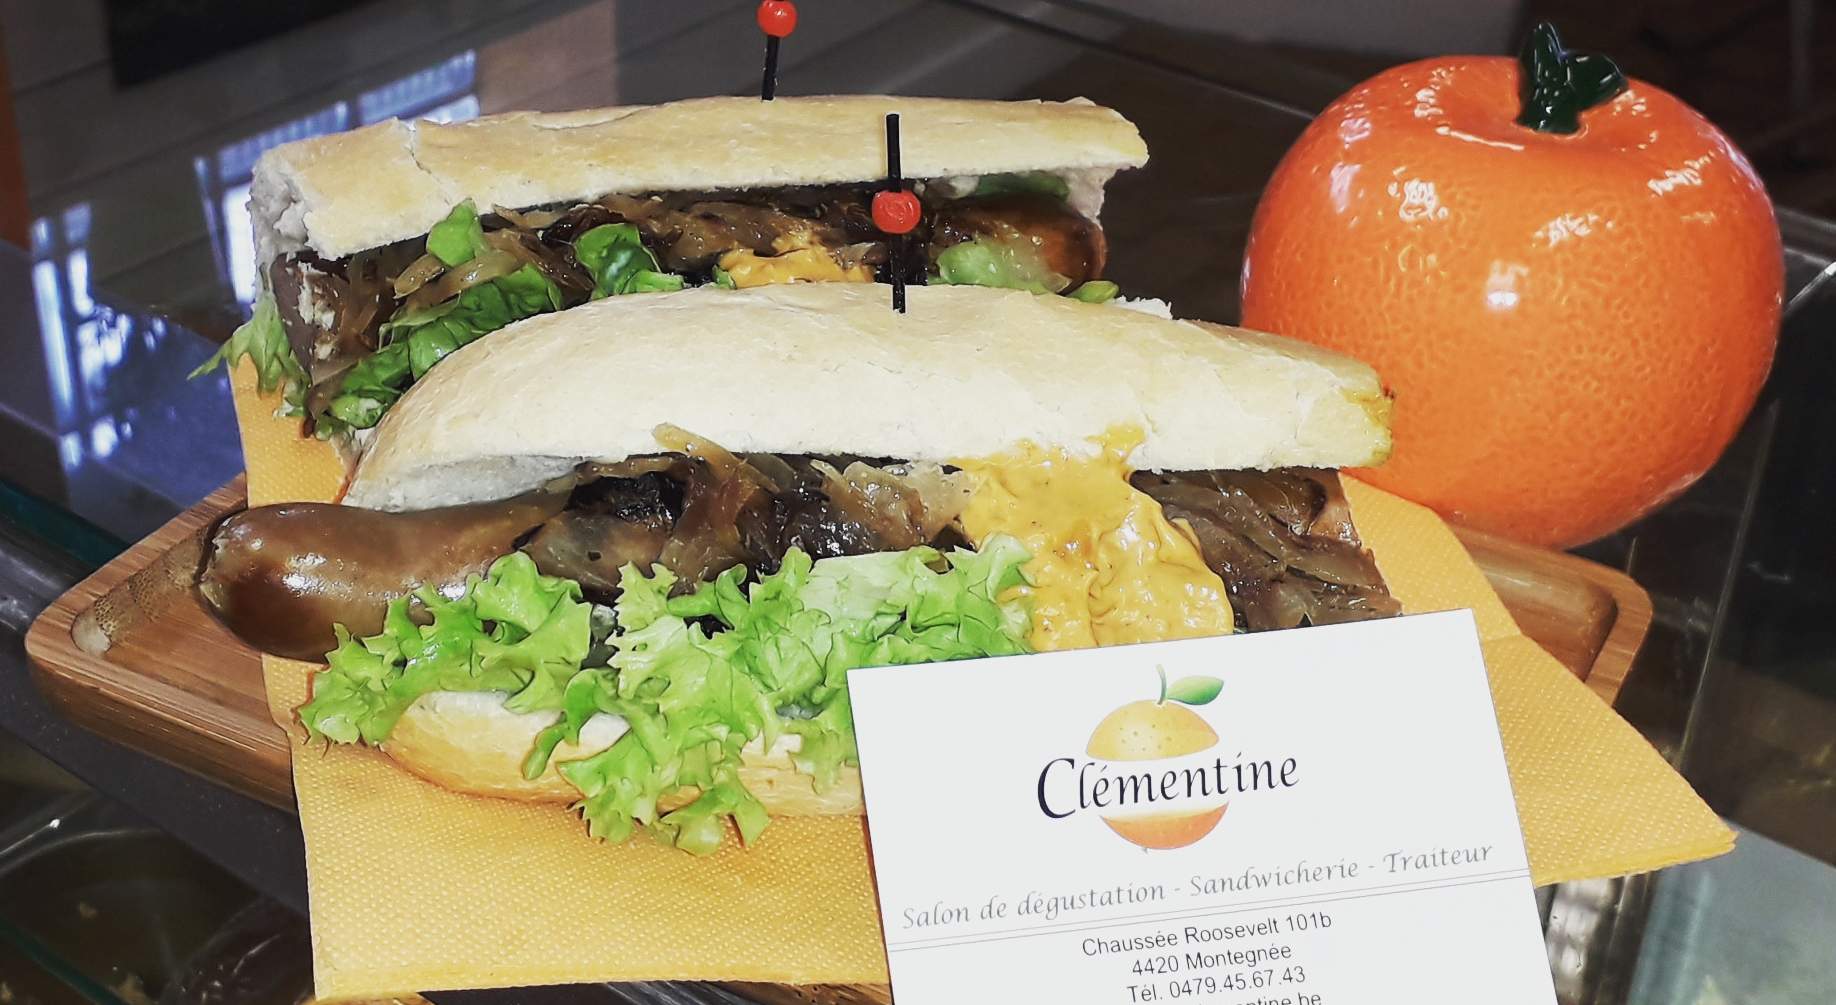 Clémentine
Salon de dégustation - Sandwicherie - Traiteur
Chaussée Roosevelt 101b
4420 Montegnée
Tél. 0479.45.67.43